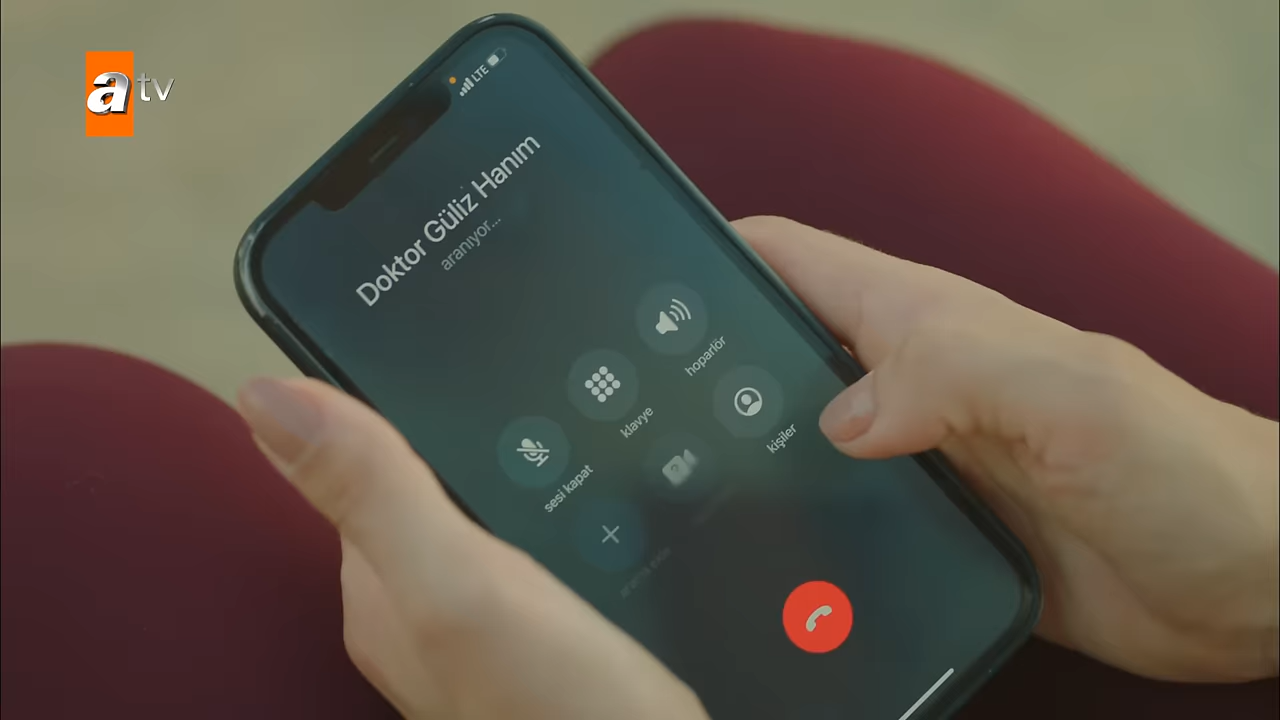 atv
LTE
Doktor Güliz Hanım
aranıyor...
hoparlör
klavye
sesi kapat
kişiler